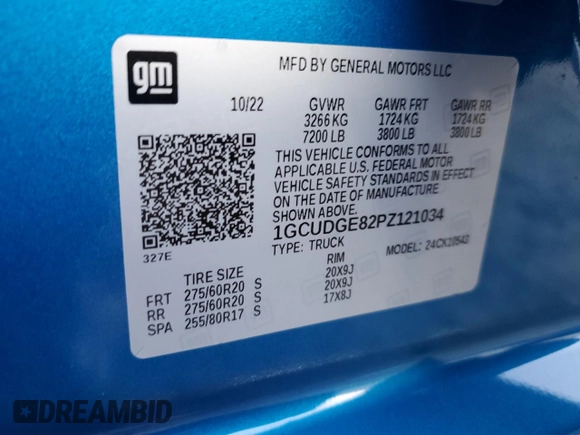 gm
MFD BY GENERAL MOTORS LLC
10/22 GVWR GAWR FRT GAWR RR
3266 KG 1724 KG 1724 KG
7200 LB 3800 LB 3800 LB
THIS VEHICLE CONFORMS TO ALL
APPLICABLE U.S. FEDERAL MOTOR
VEHICLE SAFETY STANDARDS IN EFFECT
ON THE DATE OF MANUFACTURE
SHOWN ABOVE.
1GCUDGE82PZ121034
TYPE: TRUCK MODEL: 24CK10543
327E
TIRE SIZE RIM
FRT 275/60R20 S 20X9J
RR 275/60R20 S 20X9J
SPA 255/80R17 S 17X8J
DREAMBID